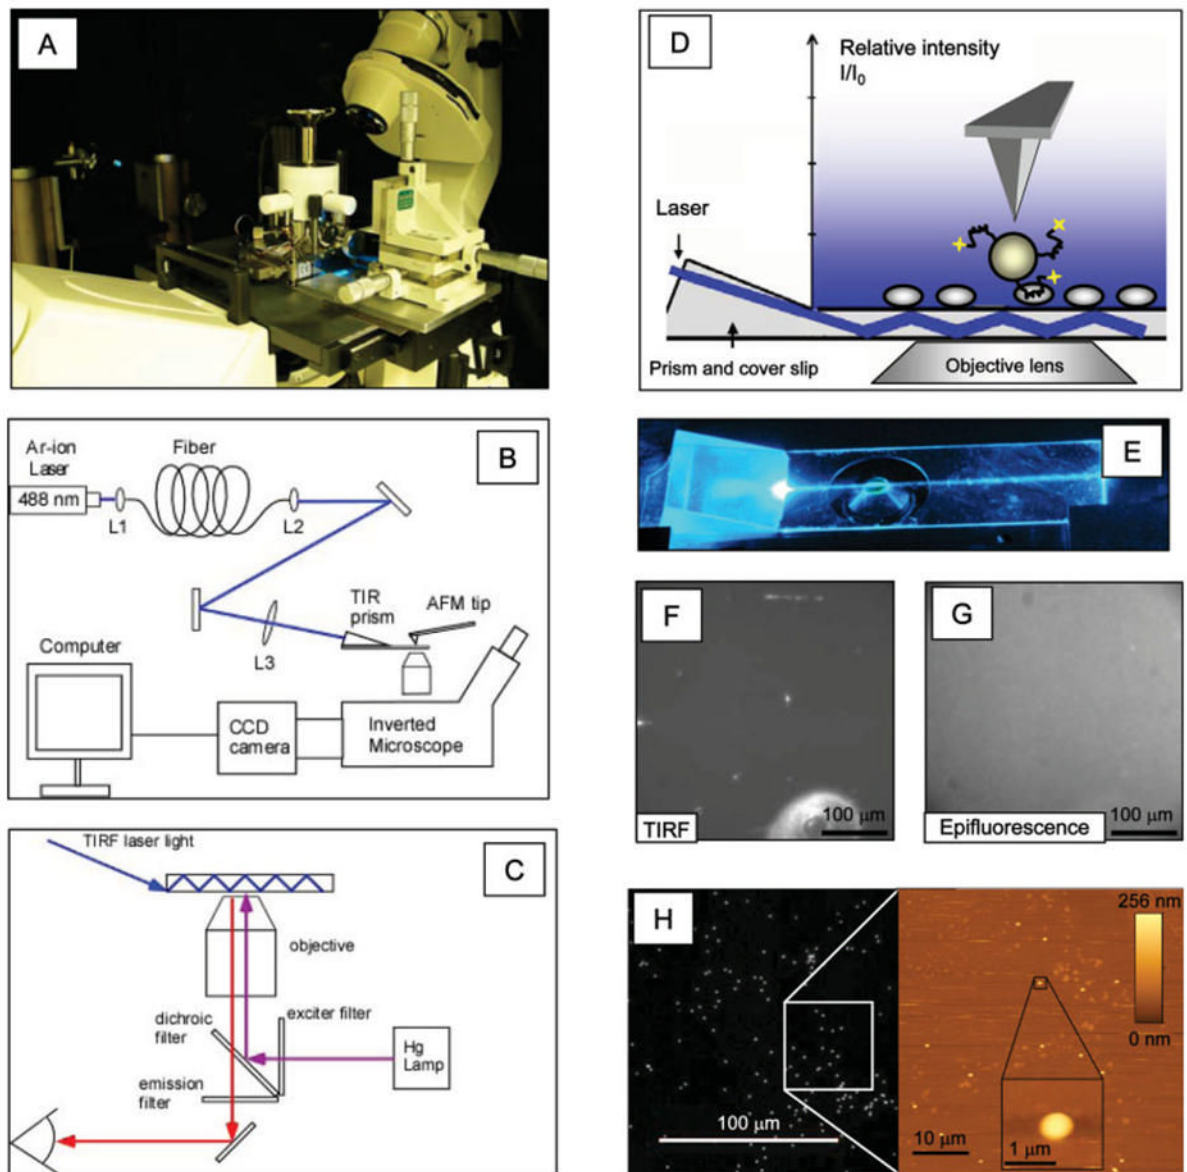 A
B
Ar-ion
Laser
488 nm
L1
Fiber
L2
L3
TIR
prism
AFM tip
Computer
CCD
camera
Inverted
Microscope
C
TIRF laser light
objective
dichroic
filter
exciter filter
Hg
Lamp
emission
filter
D
Relative intensity
I/I0
Laser
Prism and cover slip
Objective lens
E
F
TIRF
100 μm
G
Epifluorescence
100 μm
H
100 μm
256 nm
0 nm
10 μm
1 μm